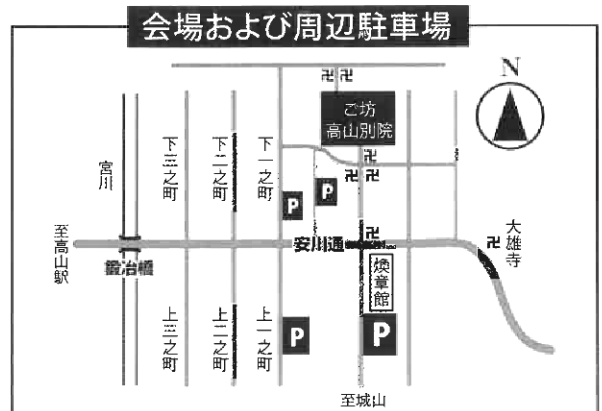 会場および周辺駐車場
N
卍 卍
ご坊
高山別院
宮川
下三之町
下二之町
下一之町
卍
卍 卍
P
P
卍
大雄寺
卍
至高山駅
鍛冶橋
安川通
煥章館
上三之町
上二之町
上一之町
P
P
至城山